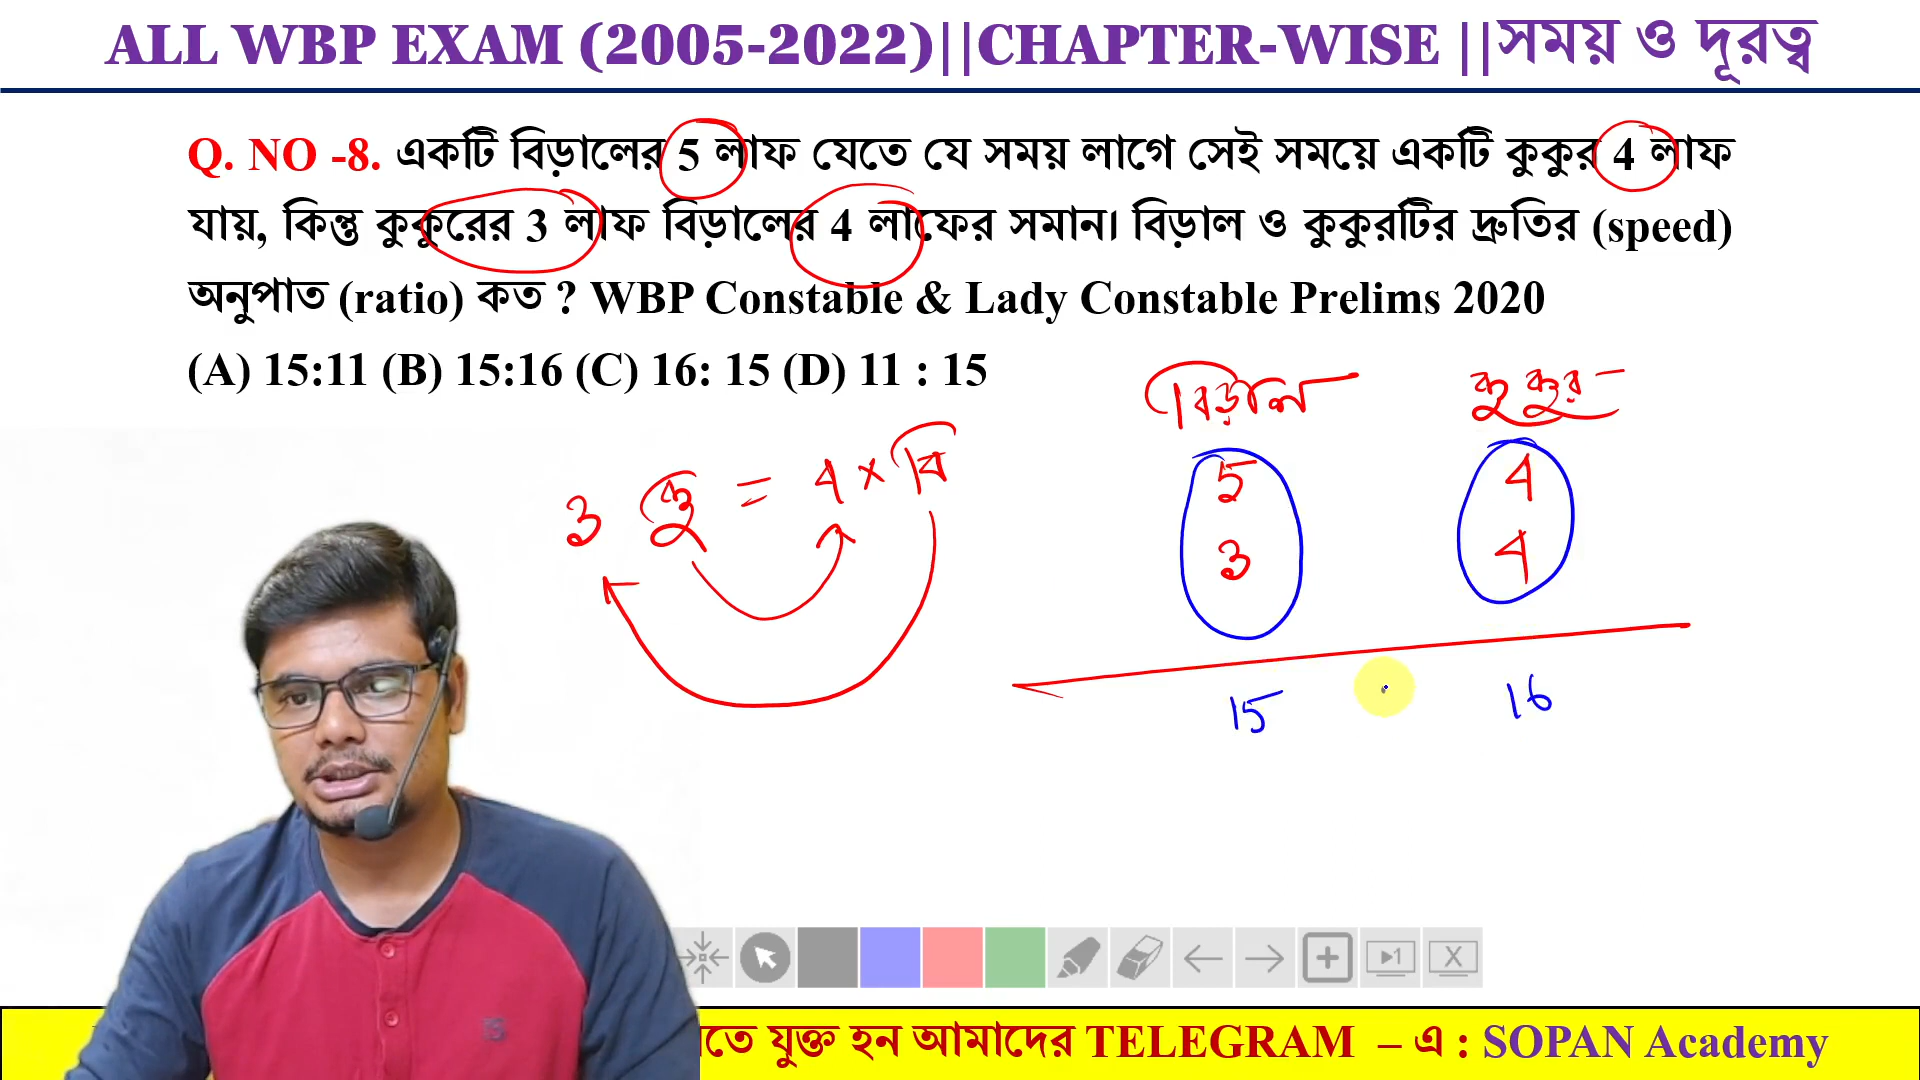 ALL WBP EXAM (2005-2022)||CHAPTER-WISE ||সময় ও দূরত্ব
Q. NO -8. একটি বিড়ালের 5 লাফ যেতে যে সময় লাগে সেই সময়ে একটি কুকুর 4 লাফ
যায়, কিন্তু কুকুরের 3 লাফ বিড়ালের 4 লাফের সমান। বিড়াল ও কুকুরটির দ্রুতির (speed)
অনুপাত (ratio) কত ? WBP Constable & Lady Constable Prelims 2020
(A) 15:11 (B) 15:16 (C) 16: 15 (D) 11 : 15
বিড়াল কুকুর
3 কু = 4 × বি
5 4
3 4
15 16
যুক্ত হন আমাদের TELEGRAM – এ : SOPAN Academy